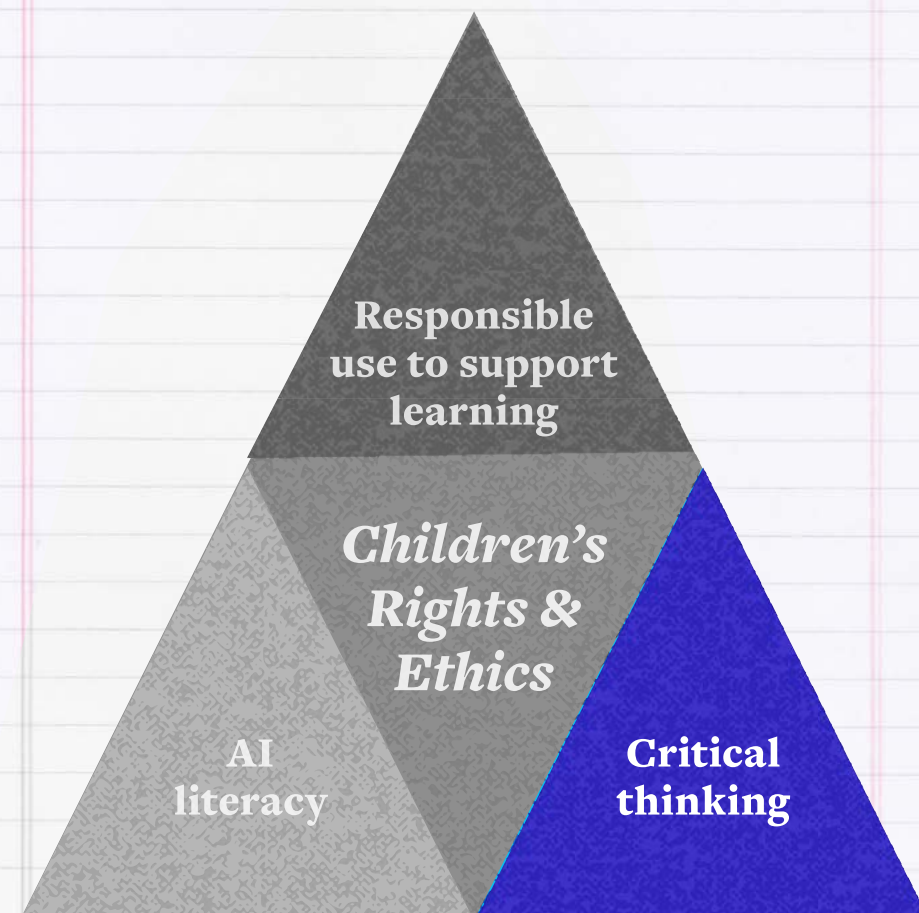 Responsible
use to support
learning
Children’s
Rights &
Ethics
AI
literacy
Critical
thinking